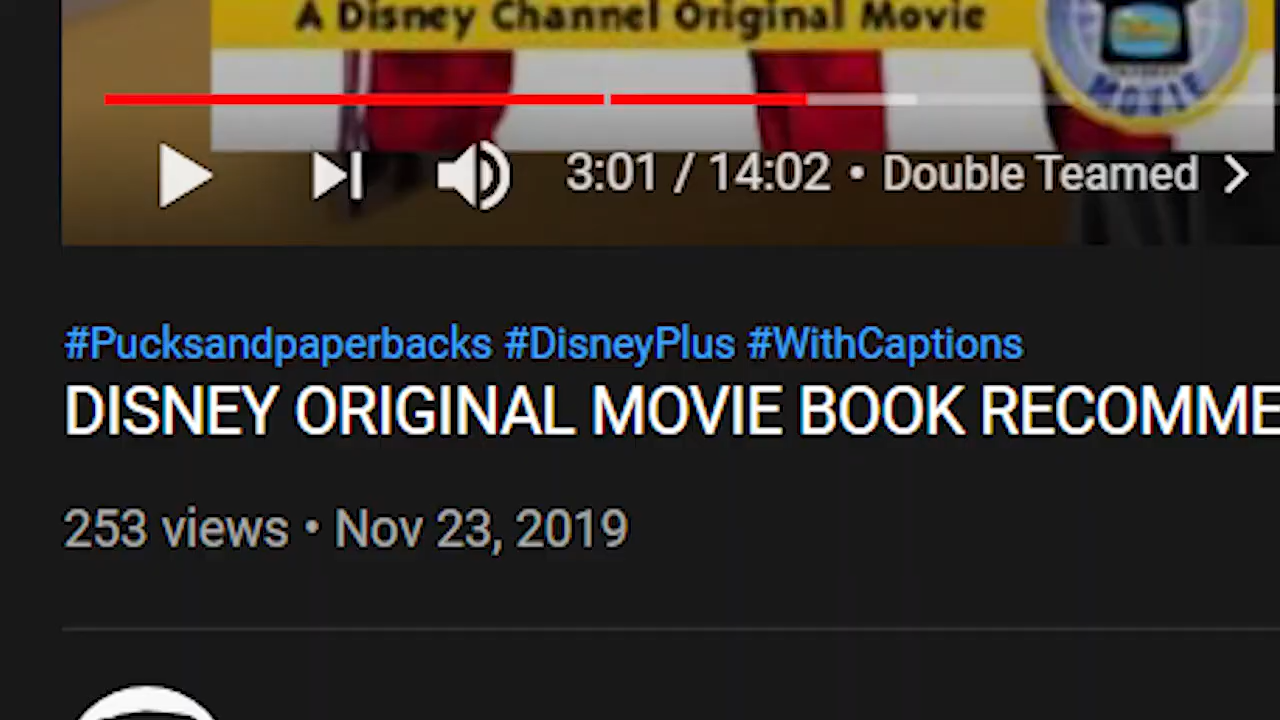 A Disney Channel Original Movie
MOVIE
3:01 / 14:02 • Double Teamed
#Pucksandpaperbacks #DisneyPlus #WithCaptions
DISNEY ORIGINAL MOVIE BOOK RECOMME
253 views • Nov 23, 2019